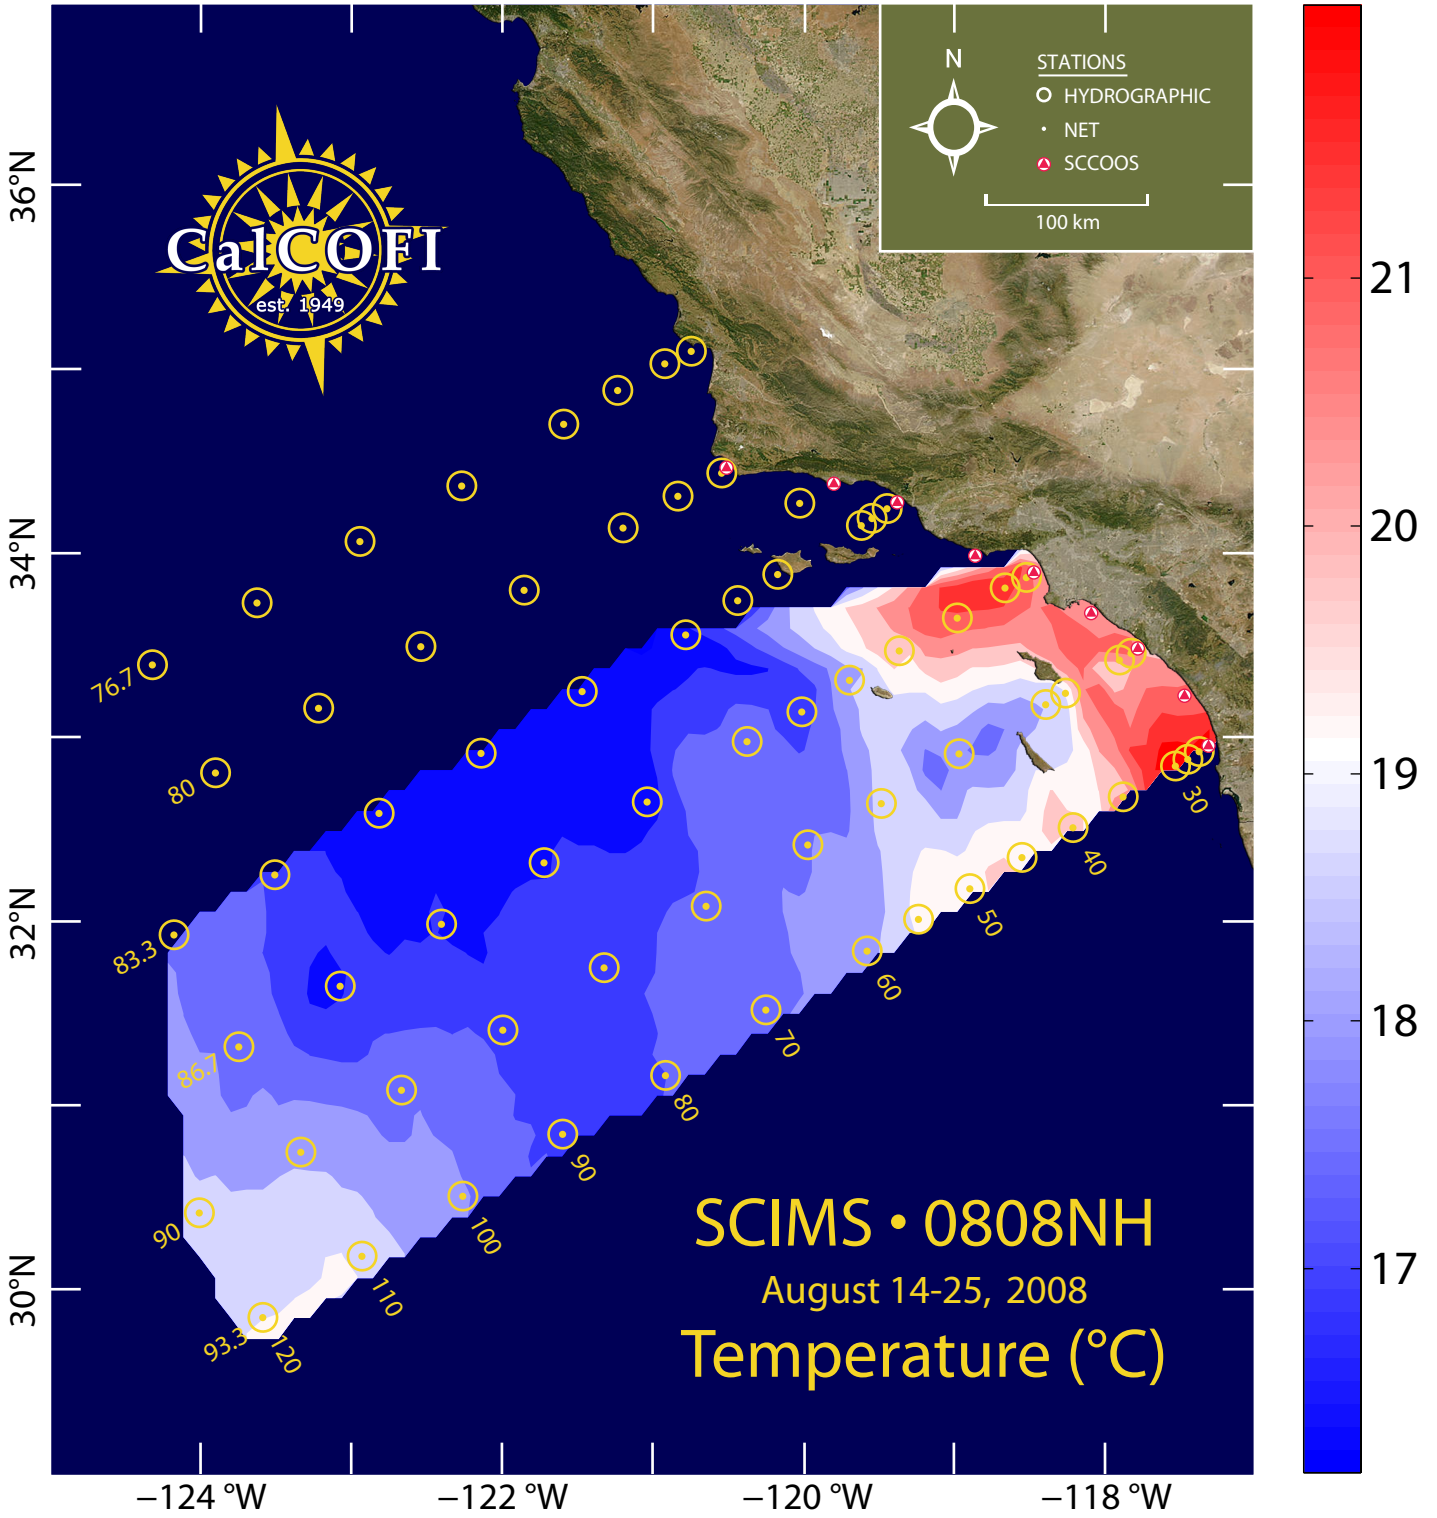 N
STATIONS
HYDROGRAPHIC
NET
SCCOOS
100 km
CalCOFI
est. 1949
36°N
34°N
32°N
30°N
76.7
80
83.3
86.7
90
93.3
30
40
50
60
70
80
90
100
110
120
SCIMS • 0808NH
August 14-25, 2008
Temperature (°C)
−124 °W
−122 °W
−120 °W
−118 °W
21
20
19
18
17